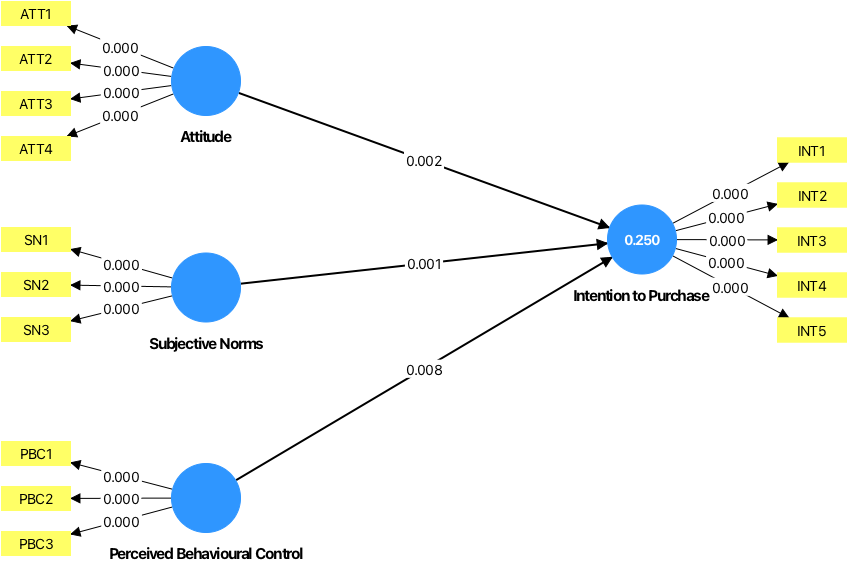 ATT1
0.000
ATT2
0.000
ATT3
0.000
ATT4
0.000
Attitude
0.002
SN1
0.000
SN2
0.000
SN3
0.000
Subjective Norms
0.001
PBC1
0.000
PBC2
0.000
PBC3
0.000
Perceived Behavioural Control
0.008
0.250
Intention to Purchase
INT1
0.000
INT2
0.000
INT3
0.000
INT4
0.000
INT5
0.000